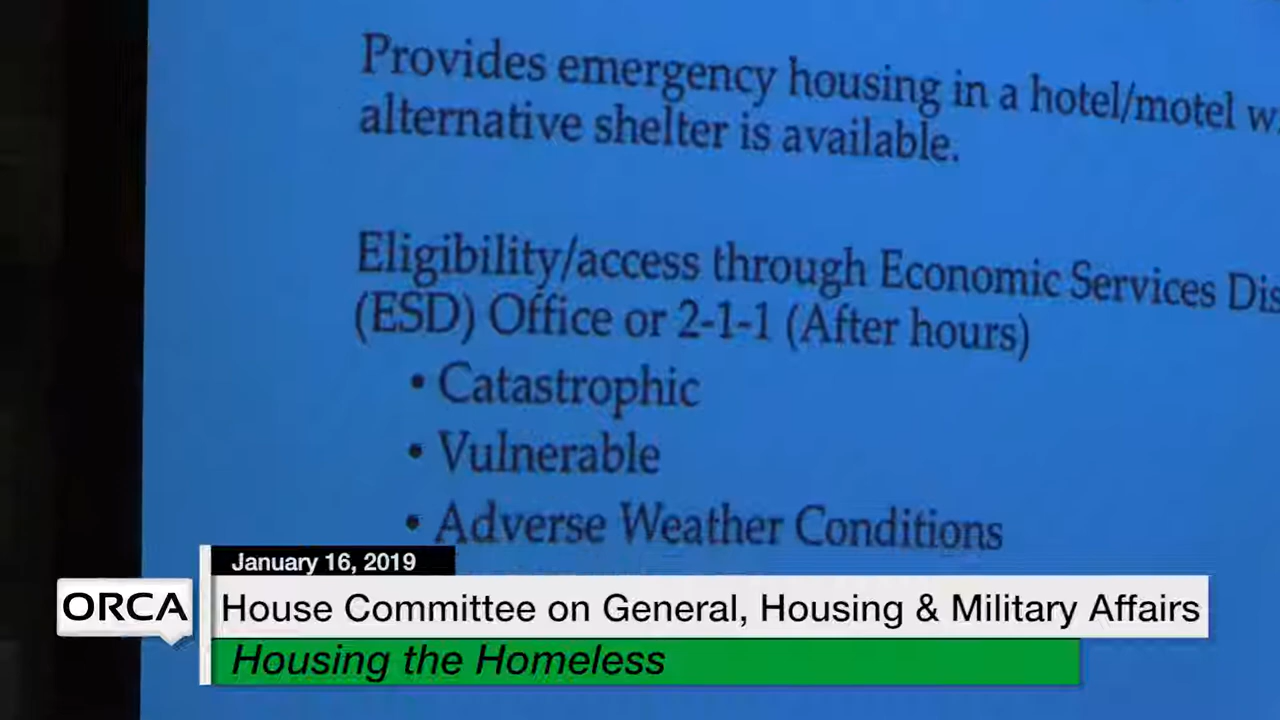 Provides emergency housing in a hotel/motel
alternative shelter is available.
Eligibility/access through Economic Services
(ESD) Office or 2-1-1 (After hours)
• Catastrophic
• Vulnerable
• Adverse Weather Conditions
January 16, 2019
ORCA
House Committee on General, Housing & Military Affairs
Housing the Homeless